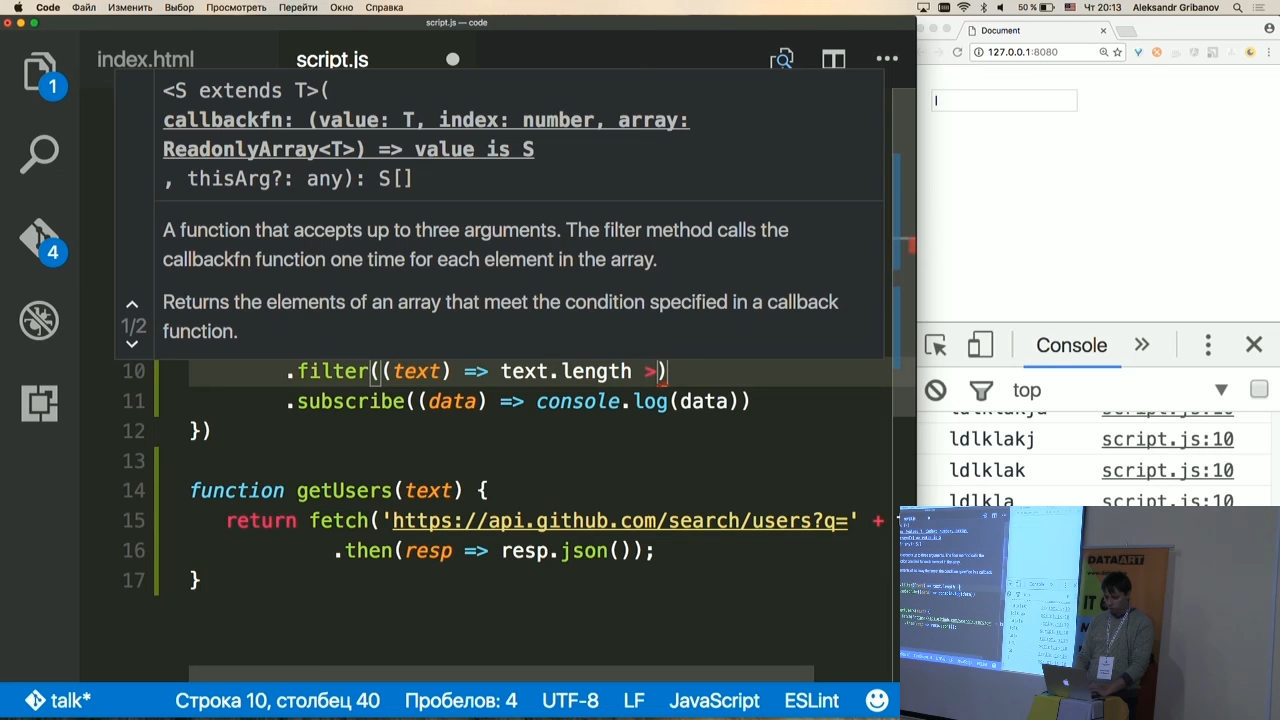 Code Файл Изменить Выбор Просмотреть Перейти Окно Справка 50 % Чт 20:13 Aleksandr Gribanov
script.js — code
index.html script.js
<S extends T>(
callbackfn: (value: T, index: number, array:
ReadonlyArray<T>) => value is S
, thisArg?: any): S[]
A function that accepts up to three arguments. The filter method calls the
callbackfn function one time for each element in the array.
Returns the elements of an array that meet the condition specified in a callback
function.
1/2
1
4
10 .filter((text) => text.length >)
11 .subscribe((data) => console.log(data))
12 })
13
14 function getUsers(text) {
15 return fetch('https://api.github.com/search/users?q=' +
16 .then(resp => resp.json());
17 }
talk* Строка 10, столбец 40 Пробелов: 4 UTF-8 LF JavaScript ESLint
Document
127.0.0.1:8080
Console
top
ldlklakj script.js:10
ldlklak script.js:10
ldlkla script.js:10
DATAART